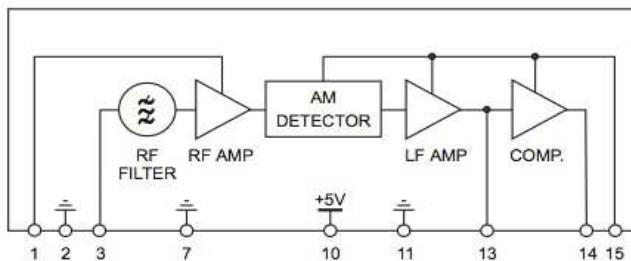 AM
DETECTOR
RF
FILTER
RF AMP
LF AMP
COMP.
+5V
1 2 3 7 10 11 13 14 15